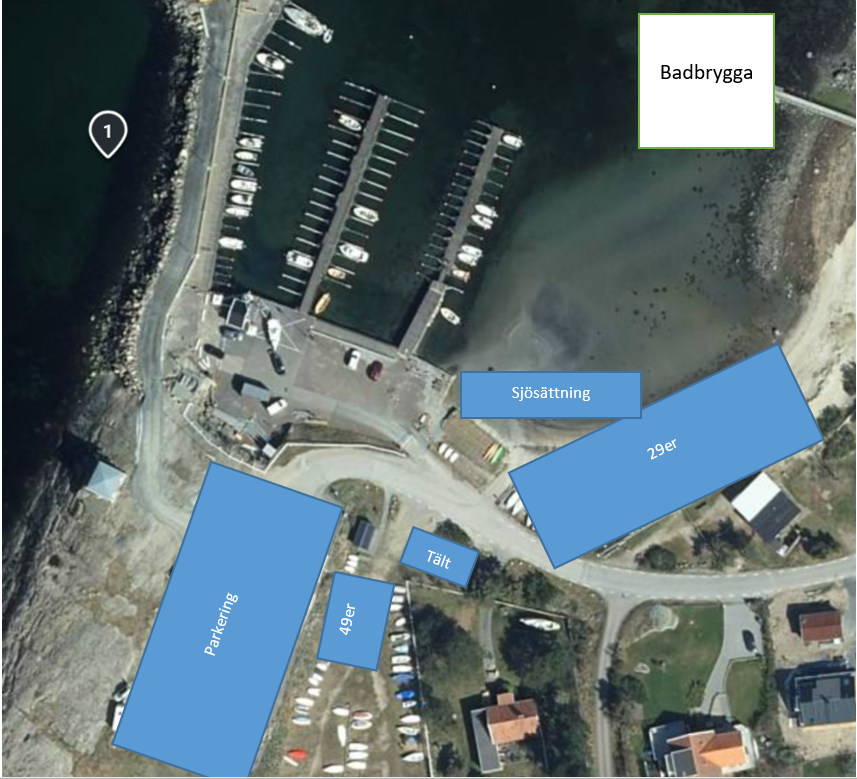 Badbrygga
1
Sjösättning
29er
Tält
49er
Parkering